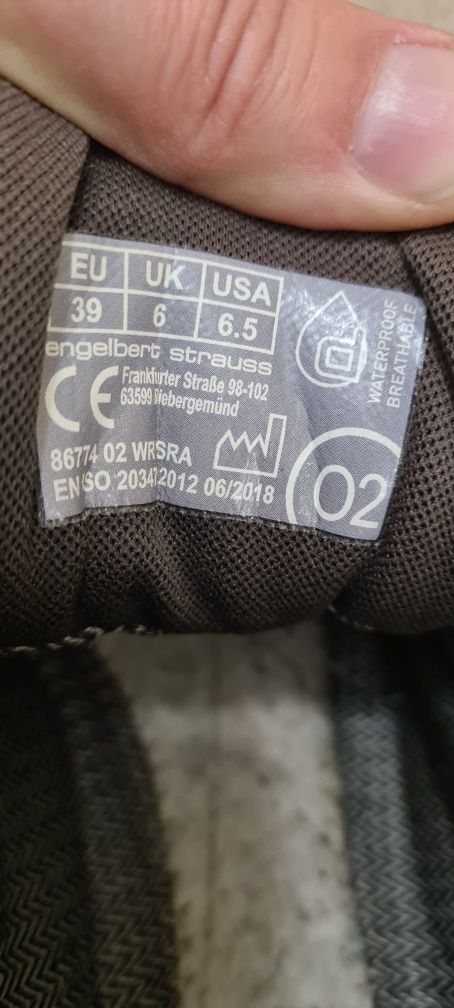 EU UK USA
39 6 6.5
engelbert strauss
CE Frankfurter Straße 98-102
63599 Biebergemünd
86774 02 WRSRA
EN ISO 20347:2012 06/2018
WATERPROOF
BREATHABLE
O2